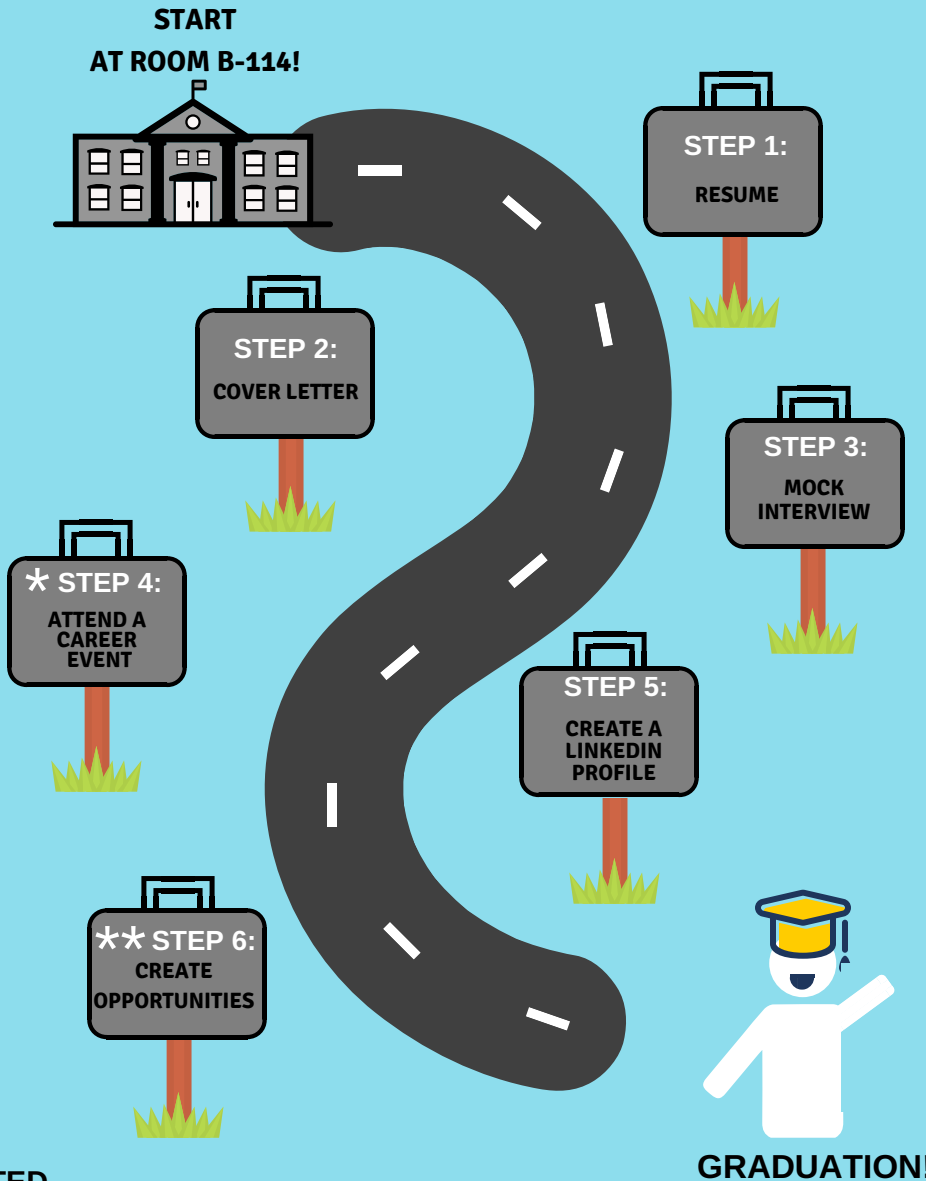 START
AT ROOM B-114!
STEP 1:
RESUME
STEP 2:
COVER LETTER
STEP 3:
MOCK
INTERVIEW
* STEP 4:
ATTEND A
CAREER
EVENT
STEP 5:
CREATE A
LINKEDIN
PROFILE
** STEP 6:
CREATE
OPPORTUNITIES
GRADUATION!